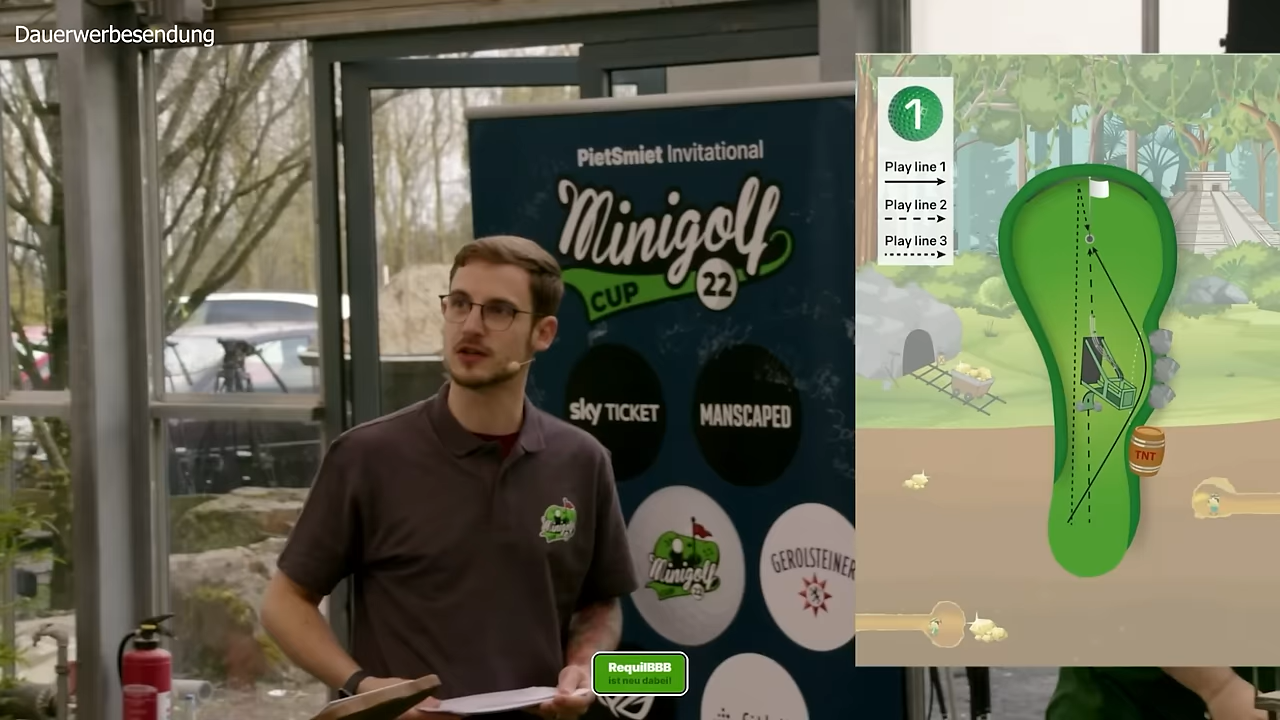 Dauerwerbesendung
PietSmiet Invitational
Minigolf
CUP 22
sky TICKET
MANSCAPED
Minigolf
GEROLSTEINER
Minigolf
1
Play line 1
Play line 2
Play line 3
TNT
RequilBBB
ist neu dabei!